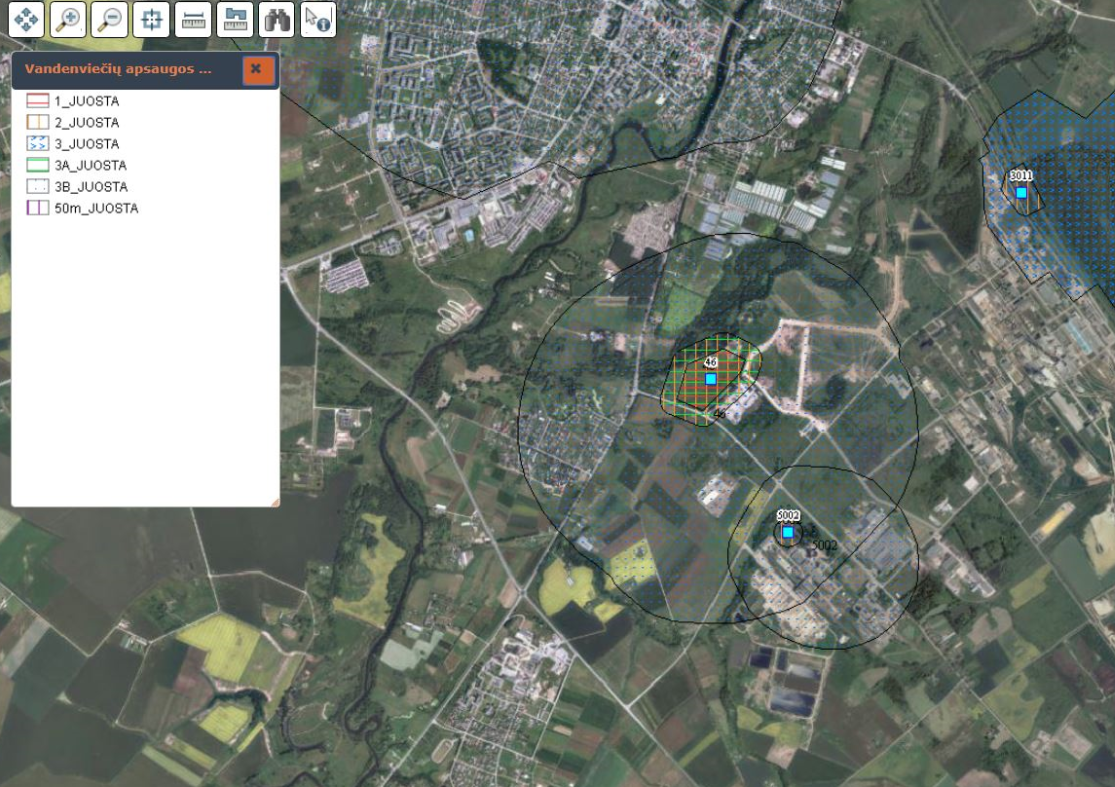 Vandenviečių apsaugos ...
1_JUOSTA
2_JUOSTA
3_JUOSTA
3A_JUOSTA
3B_JUOSTA
50m_JUOSTA
3011
46
46
5002
5002